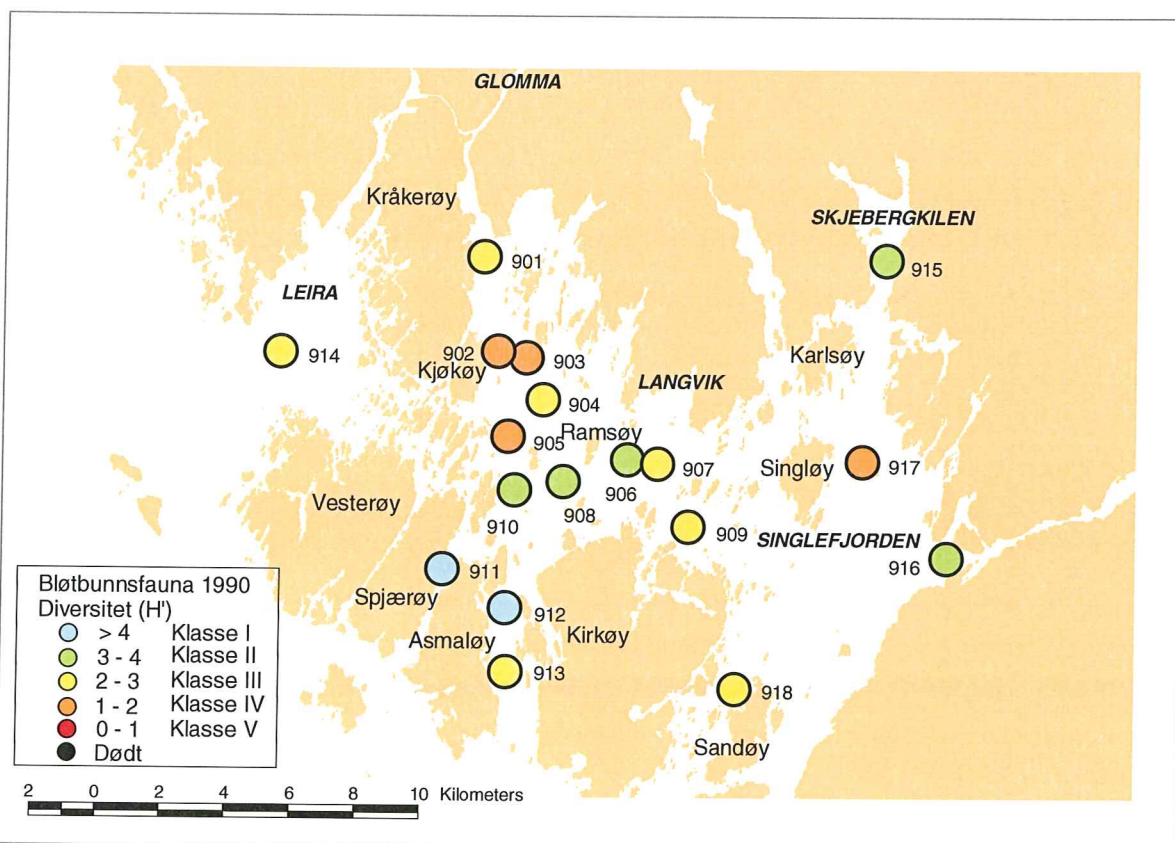 GLOMMA
Kråkerøy
SKJEBERGKILEN
901
915
LEIRA
914
902
903
Kjøkøy
Karlsøy
LANGVIK
904
905
Ramsøy
906
907
Singløy
917
Vesterøy
910
908
909
SINGLEFJORDEN
916
911
Spjærøy
912
Asmaløy
Kirkøy
913
918
Sandøy
Bløtbunnsfauna 1990
Diversitet (H')
> 4 Klasse I
3 - 4 Klasse II
2 - 3 Klasse III
1 - 2 Klasse IV
0 - 1 Klasse V
Dødt
2 0 2 4 6 8 10 Kilometers